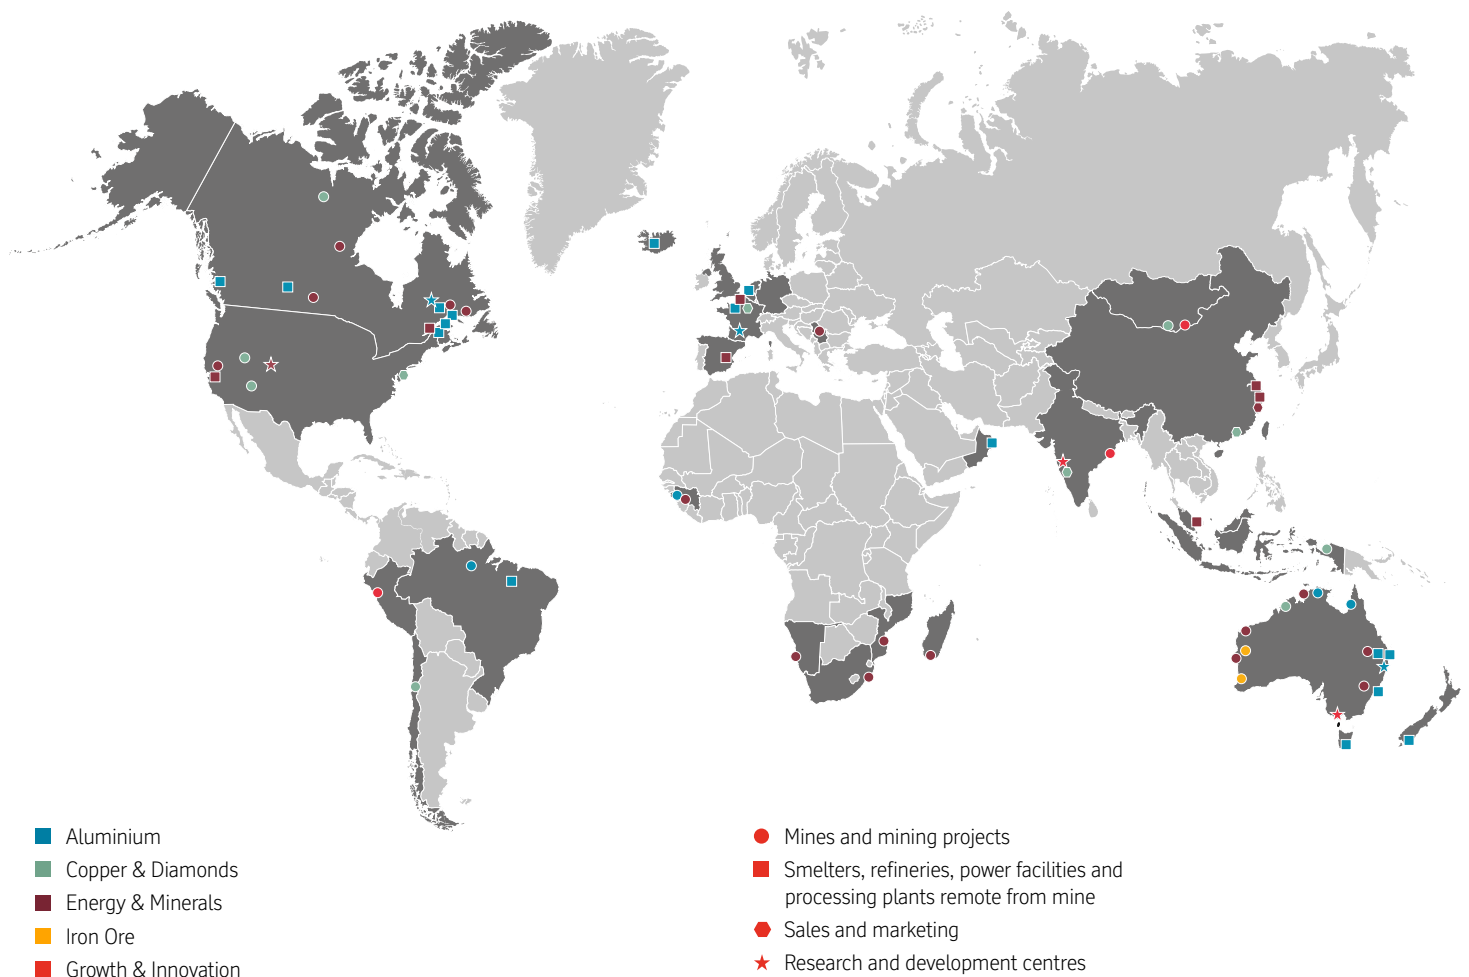 Aluminium
Copper & Diamonds
Energy & Minerals
Iron Ore
Growth & Innovation
Mines and mining projects
Smelters, refineries, power facilities and
processing plants remote from mine
Sales and marketing
Research and development centres